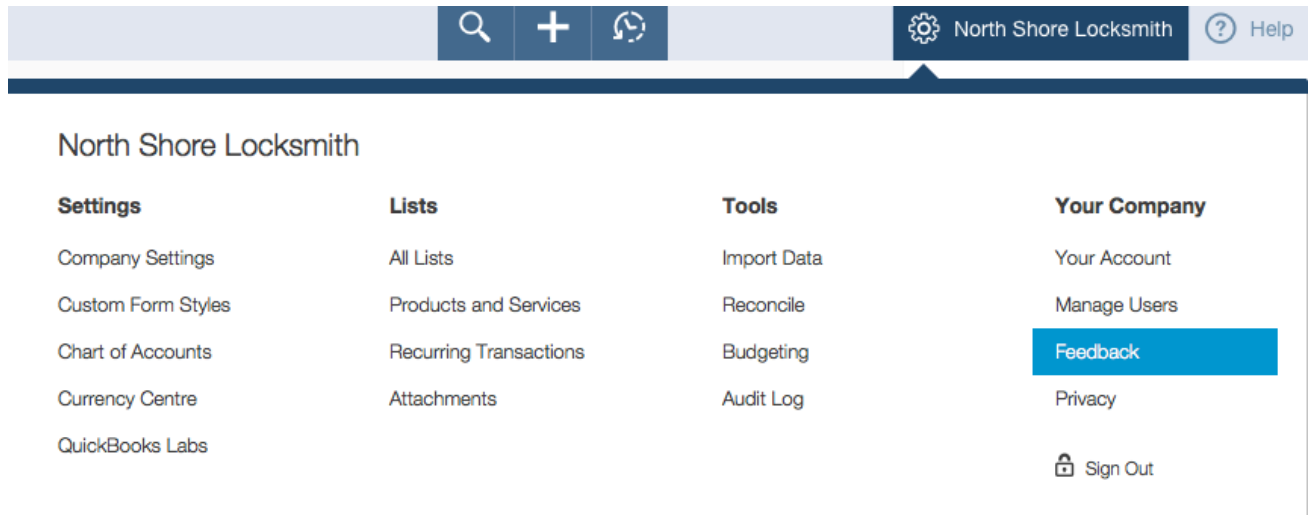 North Shore Locksmith Help
North Shore Locksmith
Settings Lists Tools Your Company
Company Settings All Lists Import Data Your Account
Custom Form Styles Products and Services Reconcile Manage Users
Chart of Accounts Recurring Transactions Budgeting Feedback
Currency Centre Attachments Audit Log Privacy
QuickBooks Labs
Sign Out